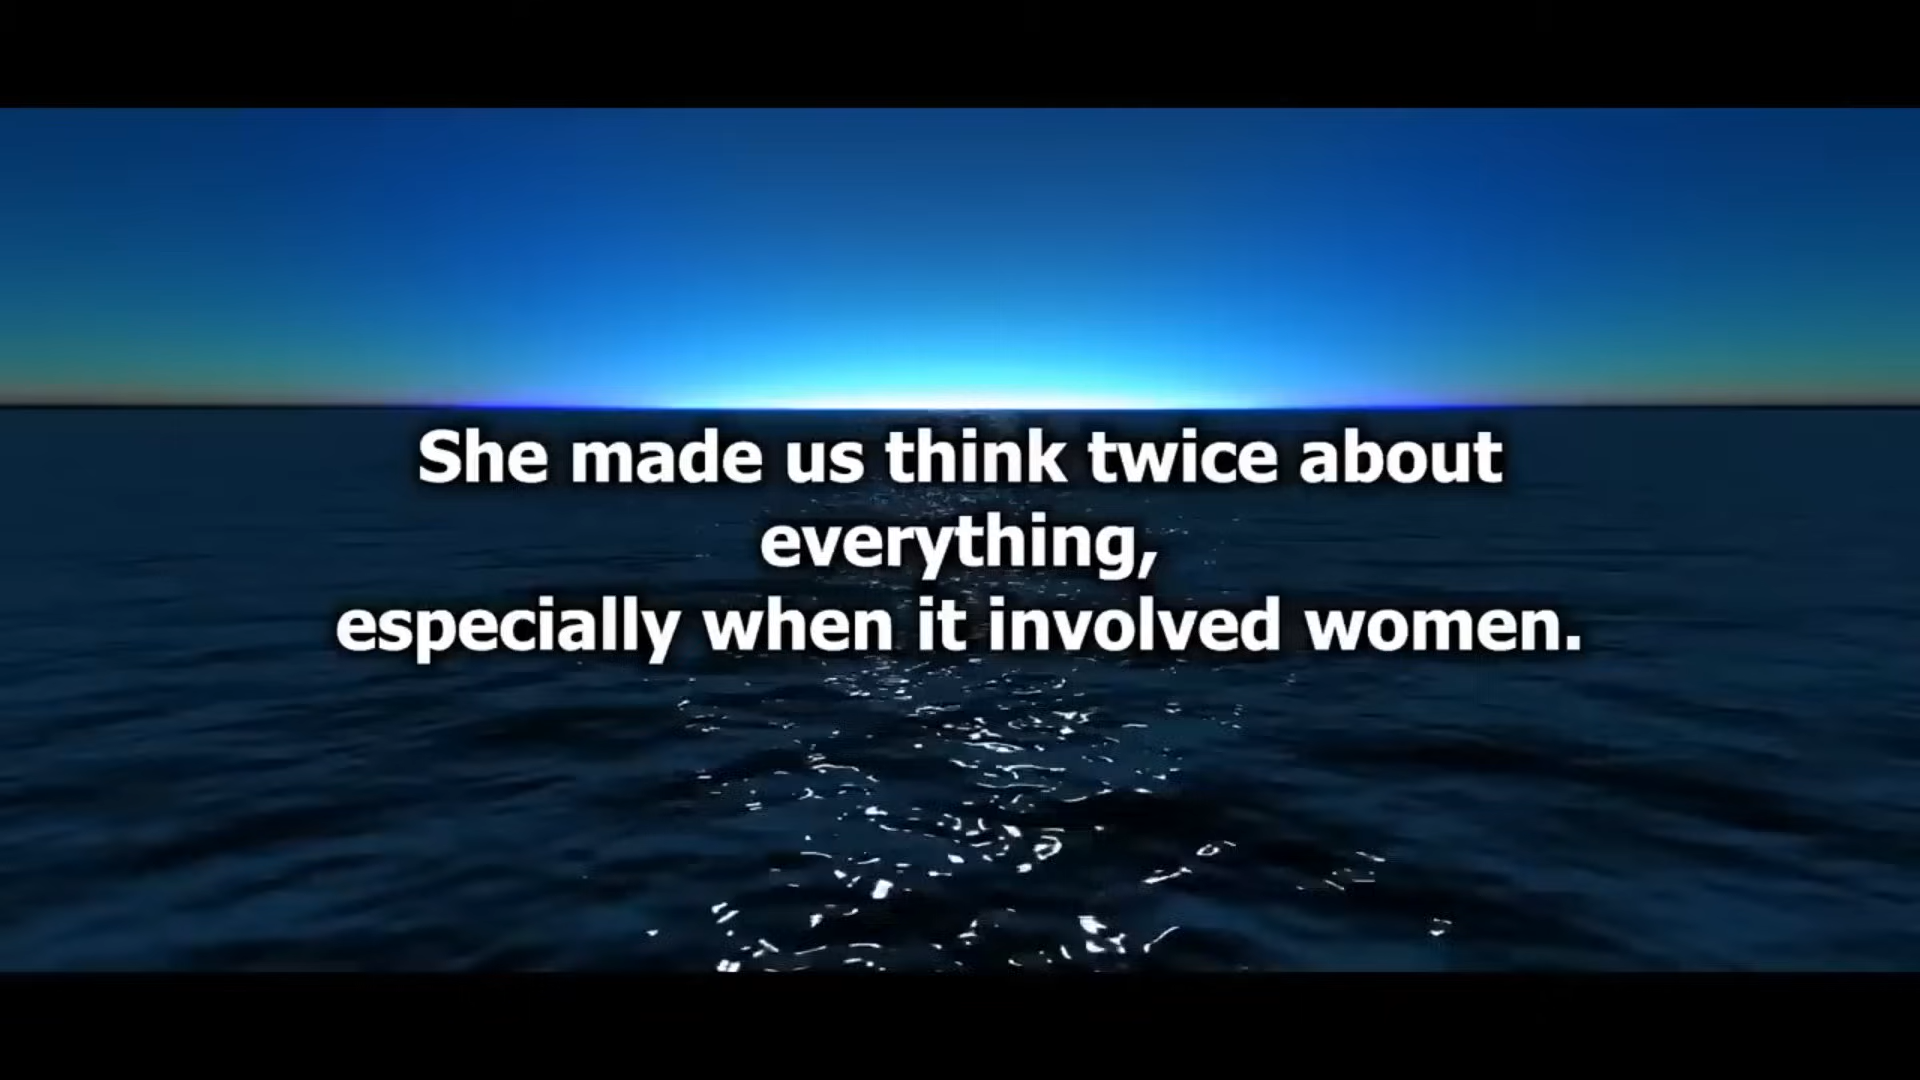 She made us think twice about
everything,
especially when it involved women.